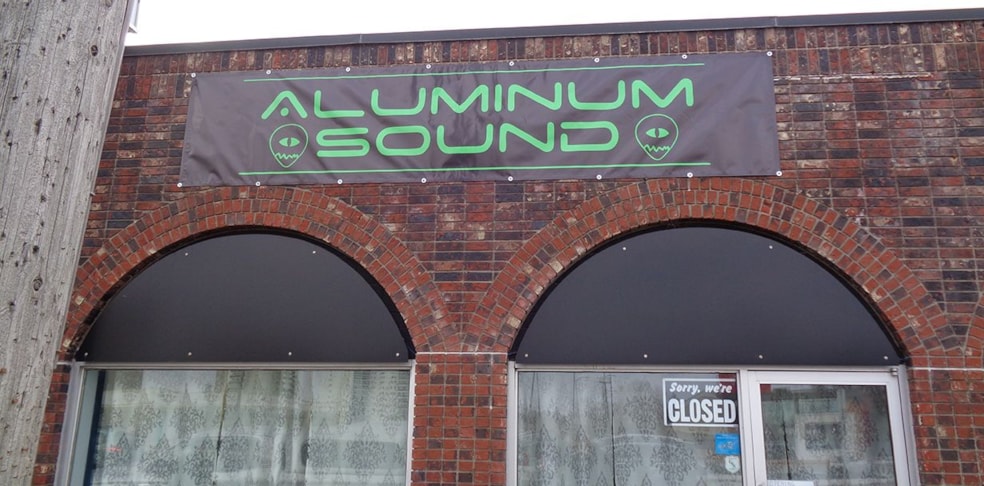 ALUMINUM
SOUND
Sorry, we're
CLOSED